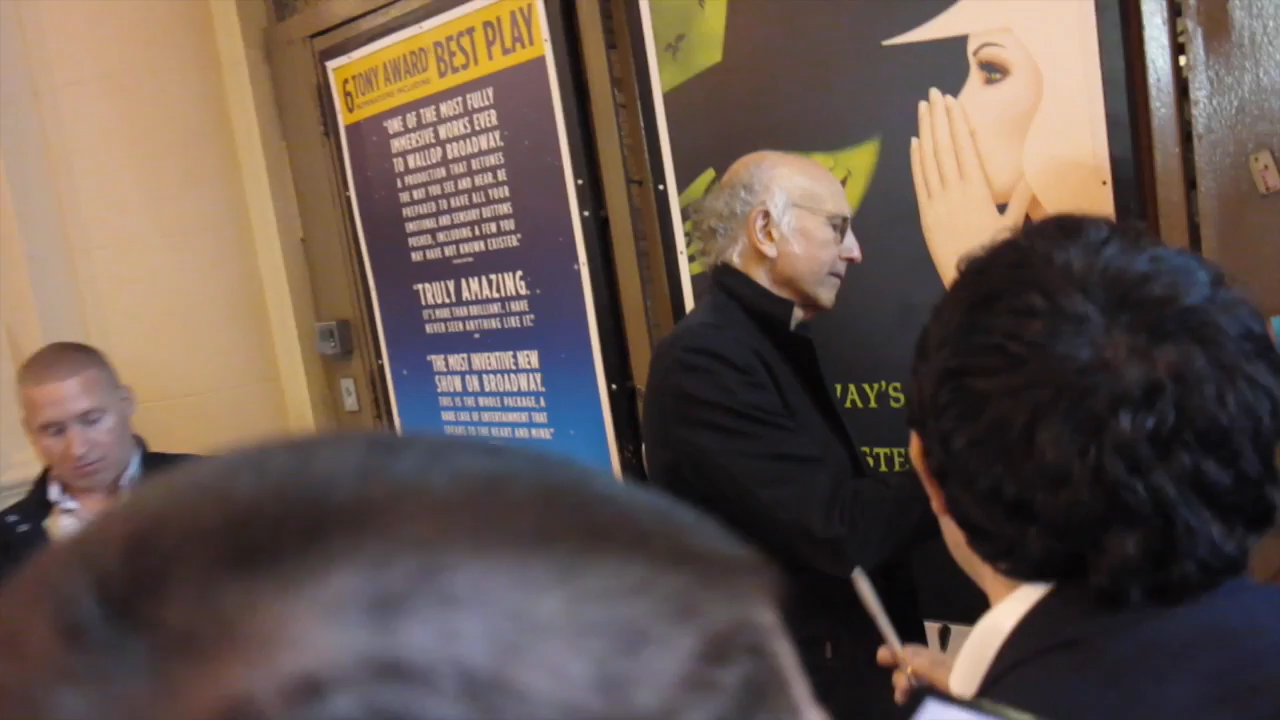 6 TONY AWARD® BEST PLAY
NOMINATIONS INCLUDING
"ONE OF THE MOST FULLY
IMMERSIVE WORKS EVER
TO WALLOP BROADWAY.
A PRODUCTION THAT RETUNES
THE WAY YOU SEE AND HEAR. BE
PREPARED TO HAVE ALL YOUR
EMOTIONAL AND SENSORY BUTTONS
PUSHED, INCLUDING A FEW YOU
MAY HAVE NOT KNOWN EXISTED."
"TRULY AMAZING.
IT'S MORE THAN BRILLIANT. I HAVE
NEVER SEEN ANYTHING LIKE IT."
"THE MOST INVENTIVE NEW
SHOW ON BROADWAY.
THIS IS THE WHOLE PACKAGE, A
RARE CASE OF ENTERTAINMENT THAT
SPEAKS TO THE HEART AND MIND."
WAY'S
STE